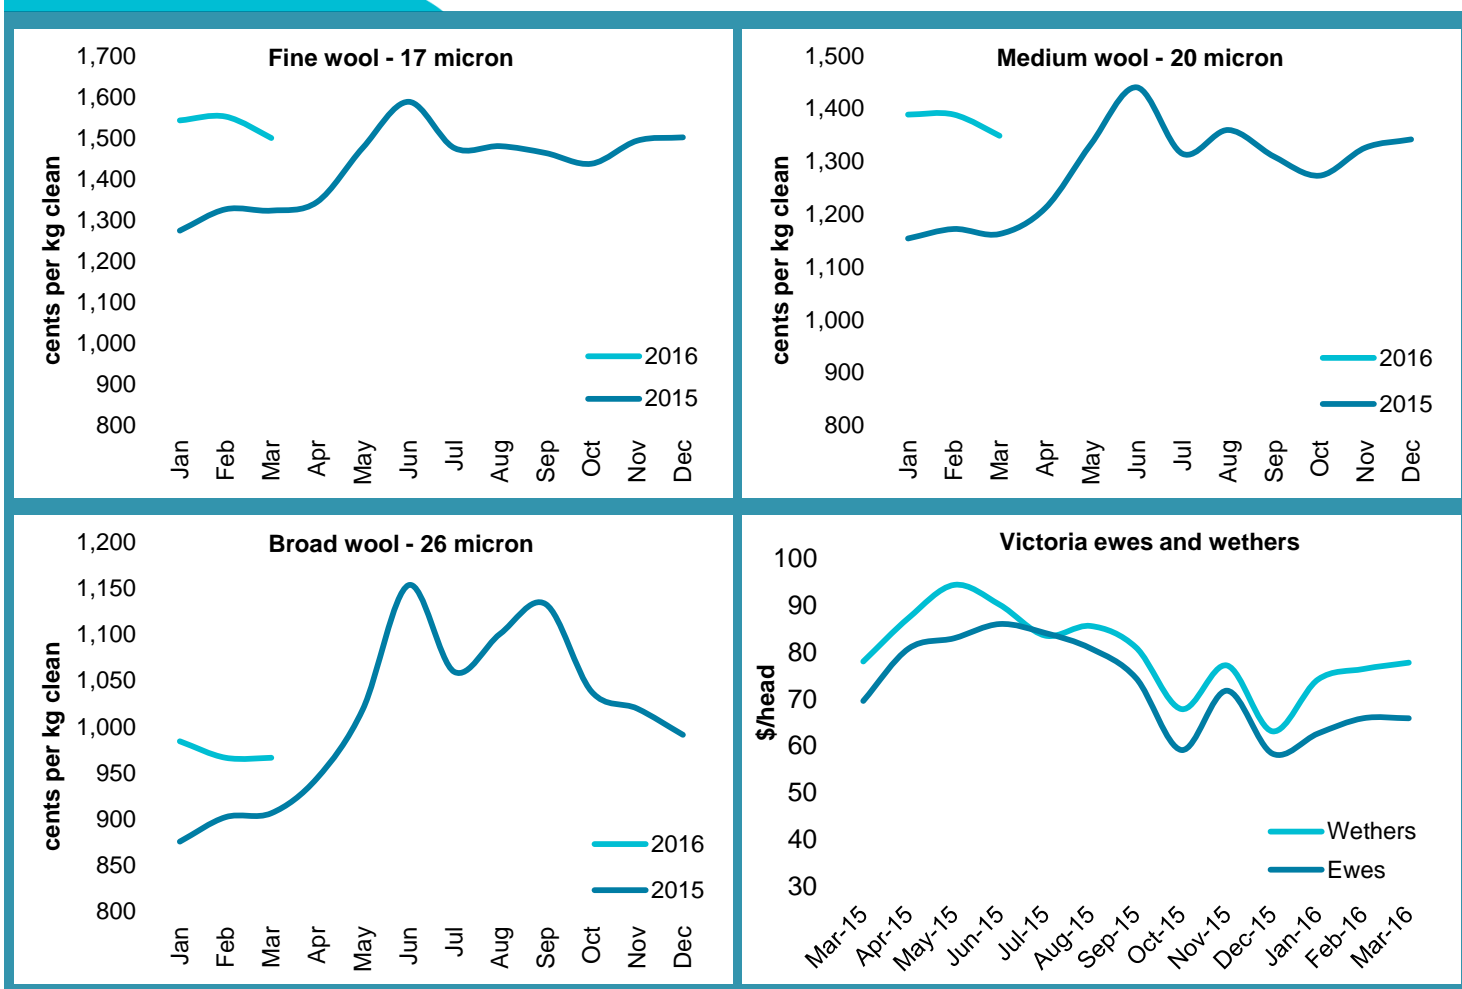 Fine wool - 17 micron
cents per kg clean
1,700
1,600
1,500
1,400
1,300
1,200
1,100
1,000
900
800
2016
2015
Jan Feb Mar Apr May Jun Jul Aug Sep Oct Nov Dec
Medium wool - 20 micron
cents per kg clean
1,500
1,400
1,300
1,200
1,100
1,000
900
800
2016
2015
Jan Feb Mar Apr May Jun Jul Aug Sep Oct Nov Dec
Broad wool - 26 micron
cents per kg clean
1,200
1,150
1,100
1,050
1,000
950
900
850
800
2016
2015
Jan Feb Mar Apr May Jun Jul Aug Sep Oct Nov Dec
Victoria ewes and wethers
$/head
100
90
80
70
60
50
40
30
Wethers
Ewes
Mar-15 Apr-15 May-15 Jun-15 Jul-15 Aug-15 Sep-15 Oct-15 Nov-15 Dec-15 Jan-16 Feb-16 Mar-16